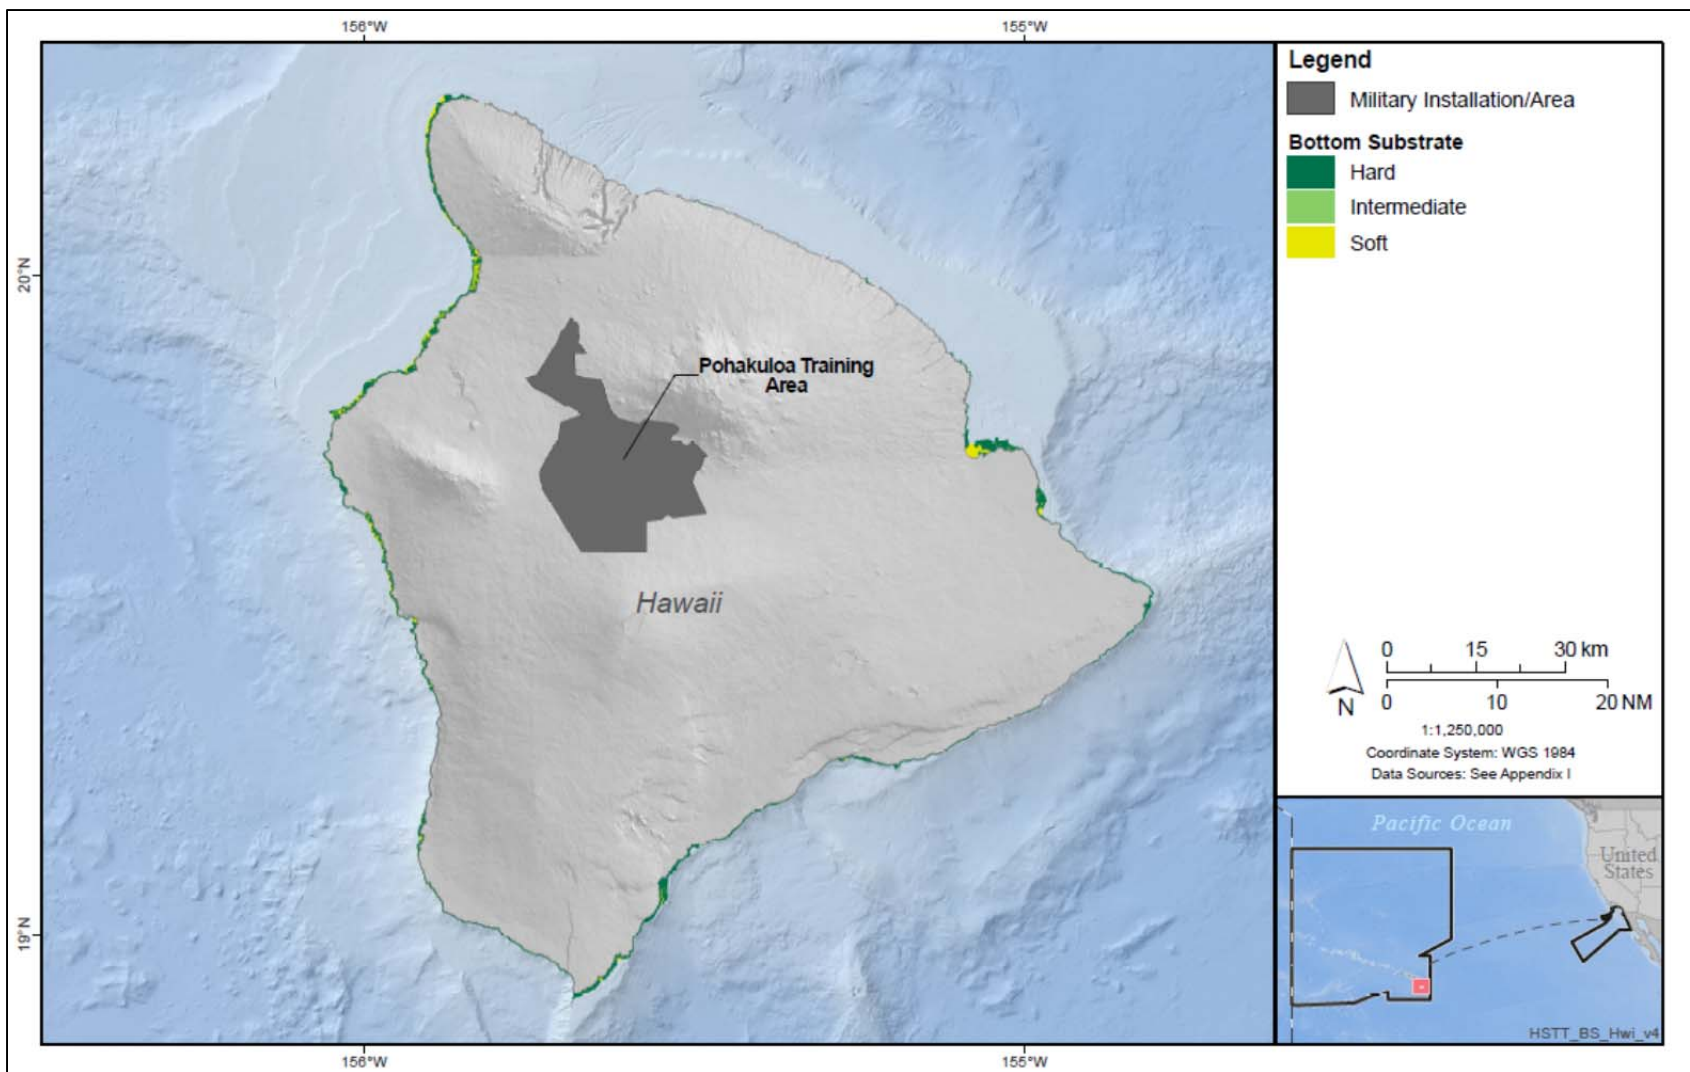 156°W
155°W
20°N
19°N
Pohakuloa Training
Area
Hawaii
156°W
155°W
Legend
Military Installation/Area
Bottom Substrate
Hard
Intermediate
Soft
0 15 30 km
0 10 20 NM
N
1:1,250,000
Coordinate System: WGS 1984
Data Sources: See Appendix I
Pacific Ocean
United
States
HSTT_BS_Hwi_v4